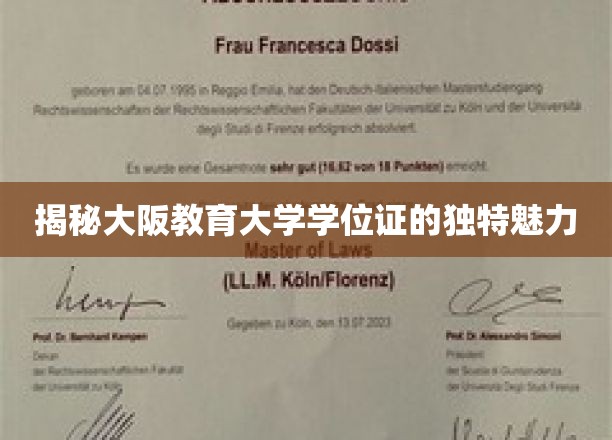 Frau Francesca Dossi
geboren am 04.07.1995 in Reggio Emilia, hat den Deutsch-Italienischen Masterstudiengang
Rechtswissenschaften der Rechtswissenschaftlichen Fakultäten der Universität zu Köln und der Università
degli Studi di Firenze erfolgreich absolviert.
Es wurde eine Gesamtnote sehr gut (16,62 von 18 Punkten) erreicht.
揭秘大阪教育大学学位证的独特魅力
Master of Laws
(LL.M. Köln/Florenz)
Gegeben zu Köln, den 13.07.2023
Prof. Dr. Bernhard Kempen
Dekan
der Rechtswissenschaftlichen Fakultät
der Universität zu Köln
Prof. Dr. Alessandro Simoni
Präsident
der Scuola di Giurisprudenza
der Università Degli Studi Firenze